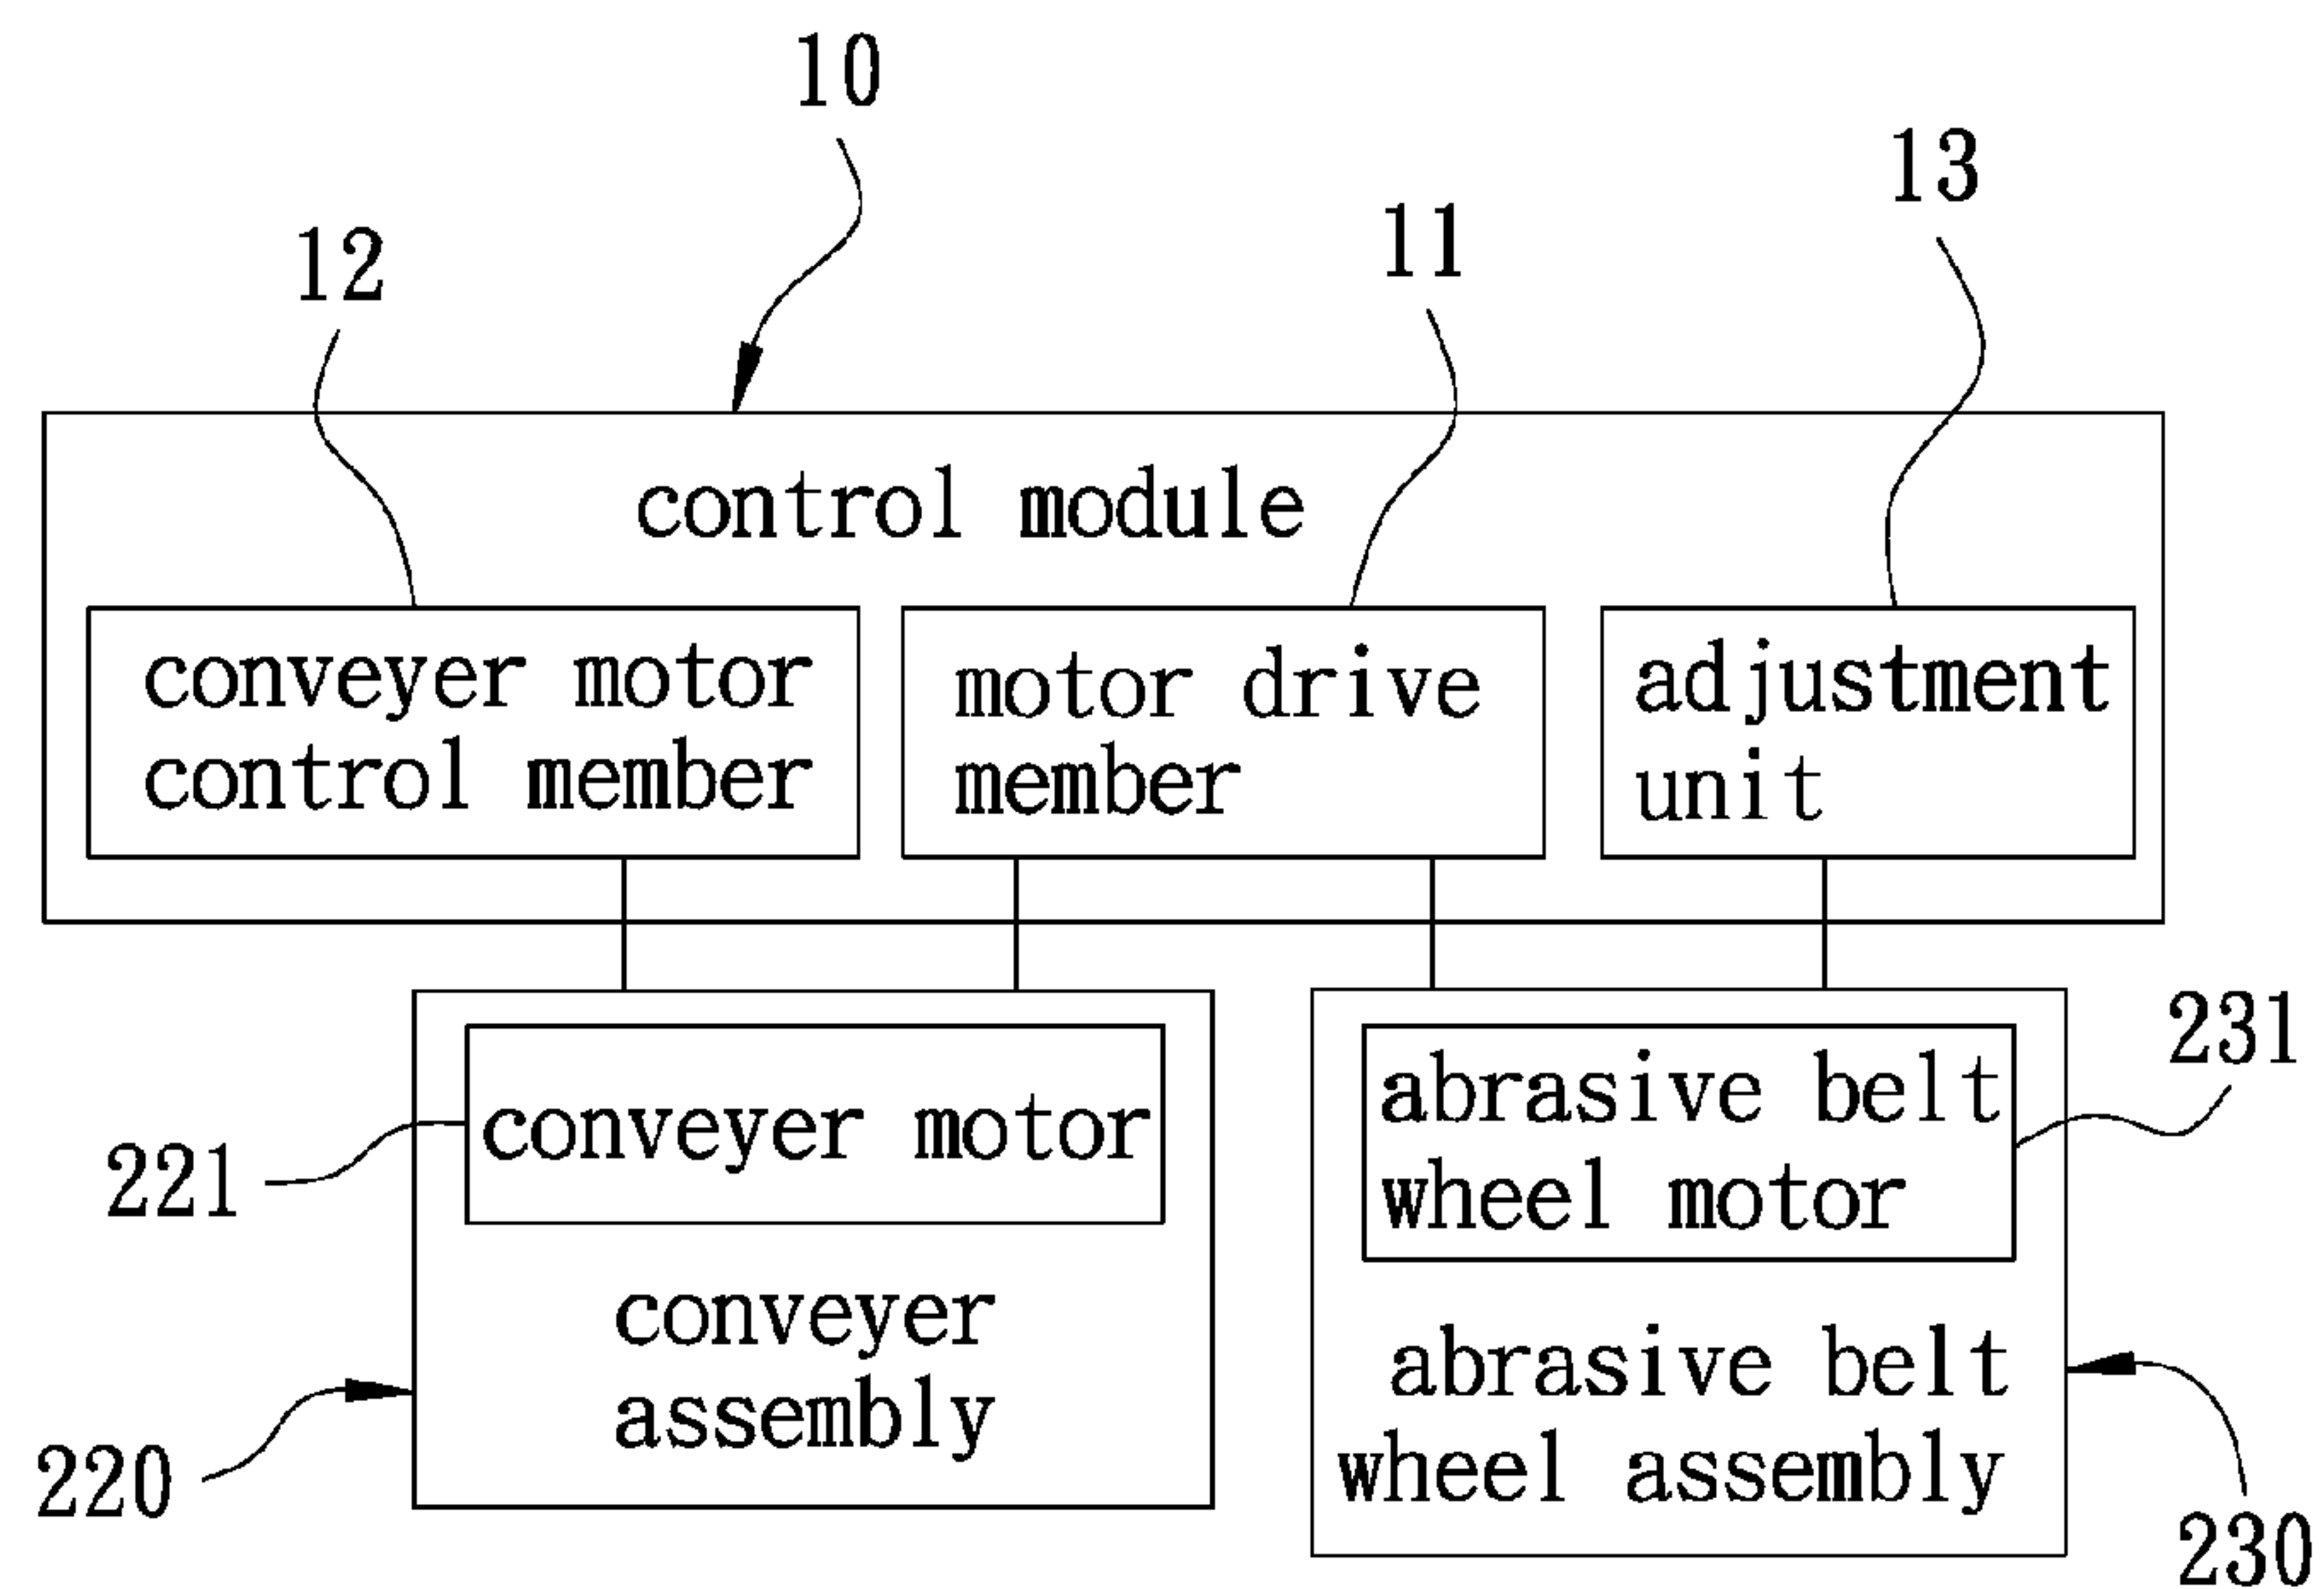 10
13
11
12
control module
conveyer motor
control member
motor drive
member
adjustment
unit
231
conveyer motor
221
abrasive belt
wheel motor
conveyer
assembly
220
abrasive belt
wheel assembly
230